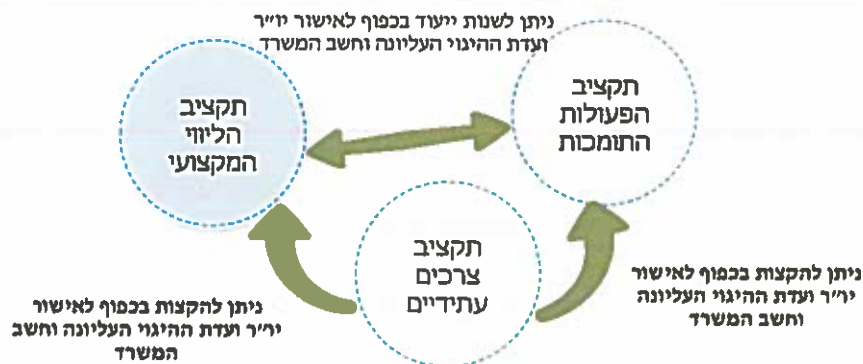 ניתן לשנות ייעוד בכפוף לאישור יו"ר
ועדת ההיגוי העליונה וחשב המשרד
תקציב
הפעולות
התומכות
תקציב
הליווי
המקצועי
תקציב
צרכים
עתידיים
ניתן להקצות בכפוף לאישור
יו"ר ועדת ההיגוי העליונה
וחשב המשרד
ניתן להקצות בכפוף לאישור
יו"ר ועדת ההיגוי העליונה וחשב
המשרד